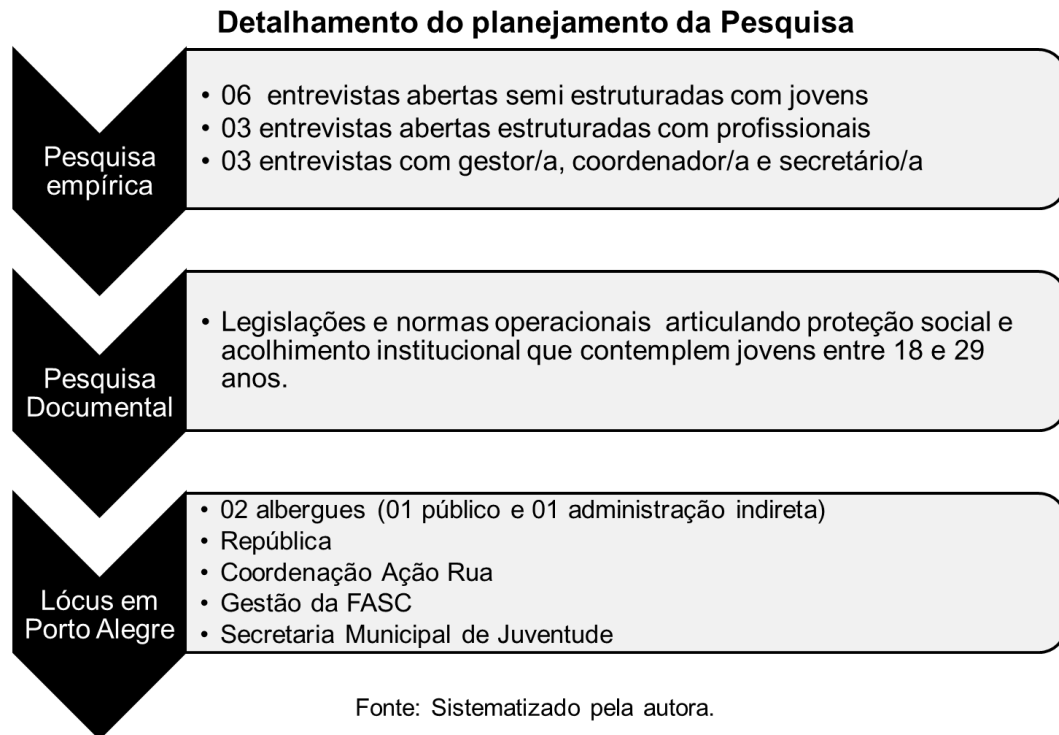 Detalhamento do planejamento da Pesquisa
Pesquisa
empírica
• 06 entrevistas abertas semi estruturadas com jovens
• 03 entrevistas abertas estruturadas com profissionais
• 03 entrevistas com gestor/a, coordenador/a e secretário/a
Pesquisa
Documental
• Legislações e normas operacionais articulando proteção social e
acolhimento institucional que contemplem jovens entre 18 e 29
anos.
Lócus em
Porto Alegre
• 02 albergues (01 público e 01 administração indireta)
• República
• Coordenação Ação Rua
• Gestão da FASC
• Secretaria Municipal de Juventude
Fonte: Sistematizado pela autora.